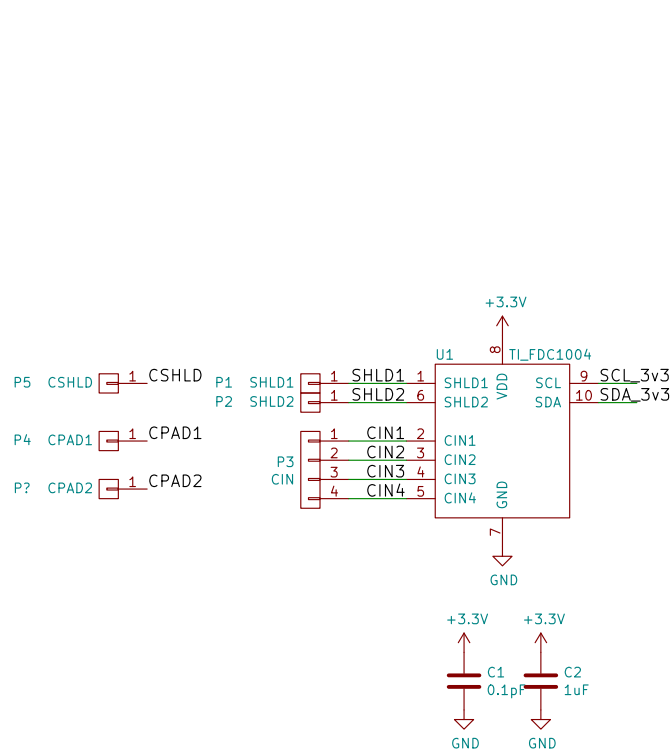 +3.3V
U1 8 TI_FDC1004
P5 CSHLD 1 CSHLD
P1 SHLD1 1 SHLD1 1 SHLD1 VDD SCL 9 SCL_3v3
P2 SHLD2 1 SHLD2 6 SHLD2 SDA 10 SDA_3v3
P4 CPAD1 1 CPAD1
1 CIN1 2 CIN1
P3 2 CIN2 3 CIN2
CIN 3 CIN3 4 CIN3
P? CPAD2 1 CPAD2
4 CIN4 5 CIN4 GND
7
GND
+3.3V +3.3V
C1 C2
0.1pF 1uF
GND GND